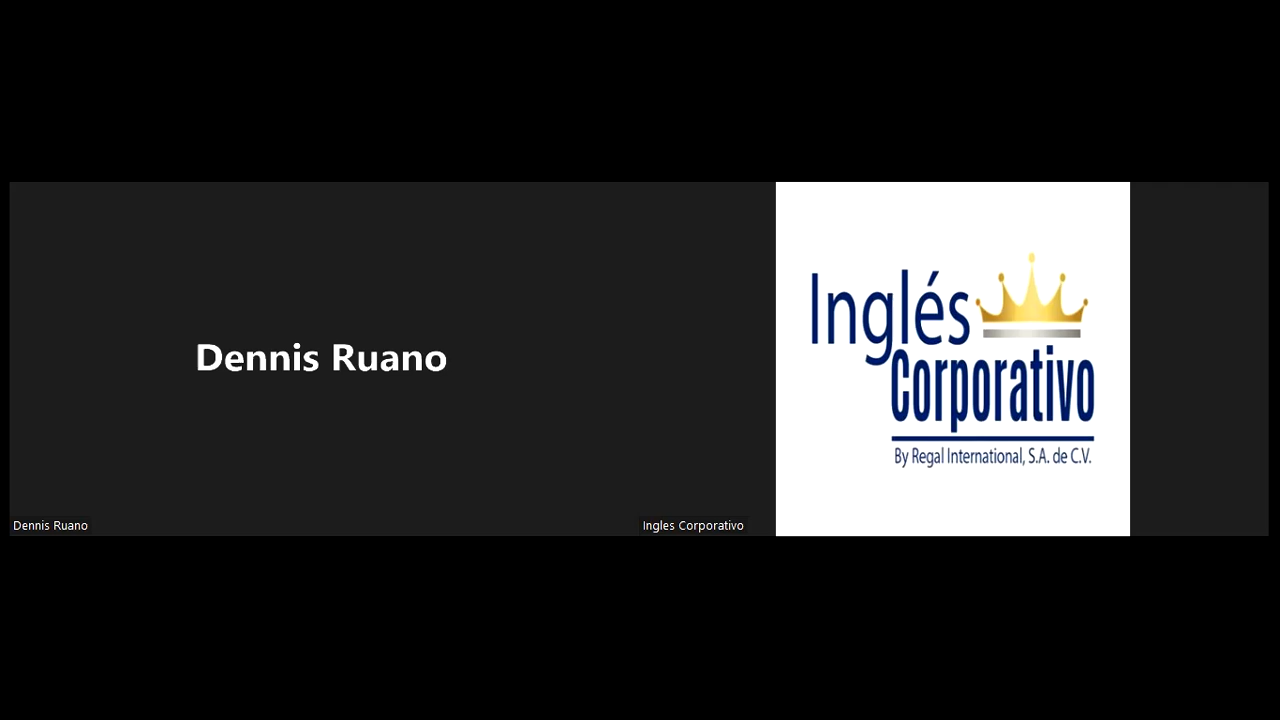 Dennis Ruano
Dennis Ruano
Inglés
Corporativo
By Regal International, S.A. de C.V.
Ingles Corporativo